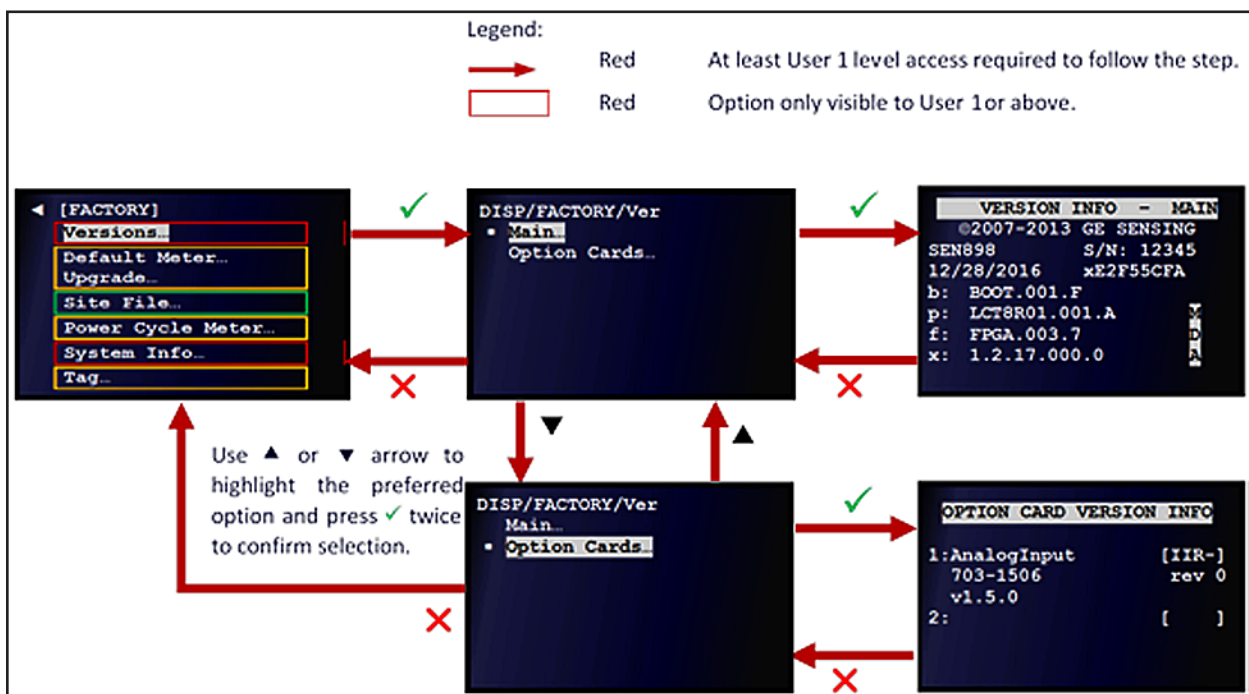 Legend:
Red At least User 1 level access required to follow the step.
Red Option only visible to User 1 or above.
[FACTORY]
Versions…
Default Meter…
Upgrade…
Site File…
Power Cycle Meter…
System Info…
Tag…
DISP/FACTORY/Ver
Main…
Option Cards…
VERSION INFO - MAIN
©2007-2013 GE SENSING
SEN898 S/N: 12345
12/28/2016 xE2F55CFA
b: BOOT.001.F
p: LCT8R01.001.A M
f: FPGA.003.7 D
x: 1.2.17.000.0 A
Use ▲ or ▼ arrow to
highlight the preferred
option and press ✓ twice
to confirm selection.
DISP/FACTORY/Ver
Main…
Option Cards…
OPTION CARD VERSION INFO
1:AnalogInput [IIR-]
703-1506 rev 0
v1.5.0
2: [ ]